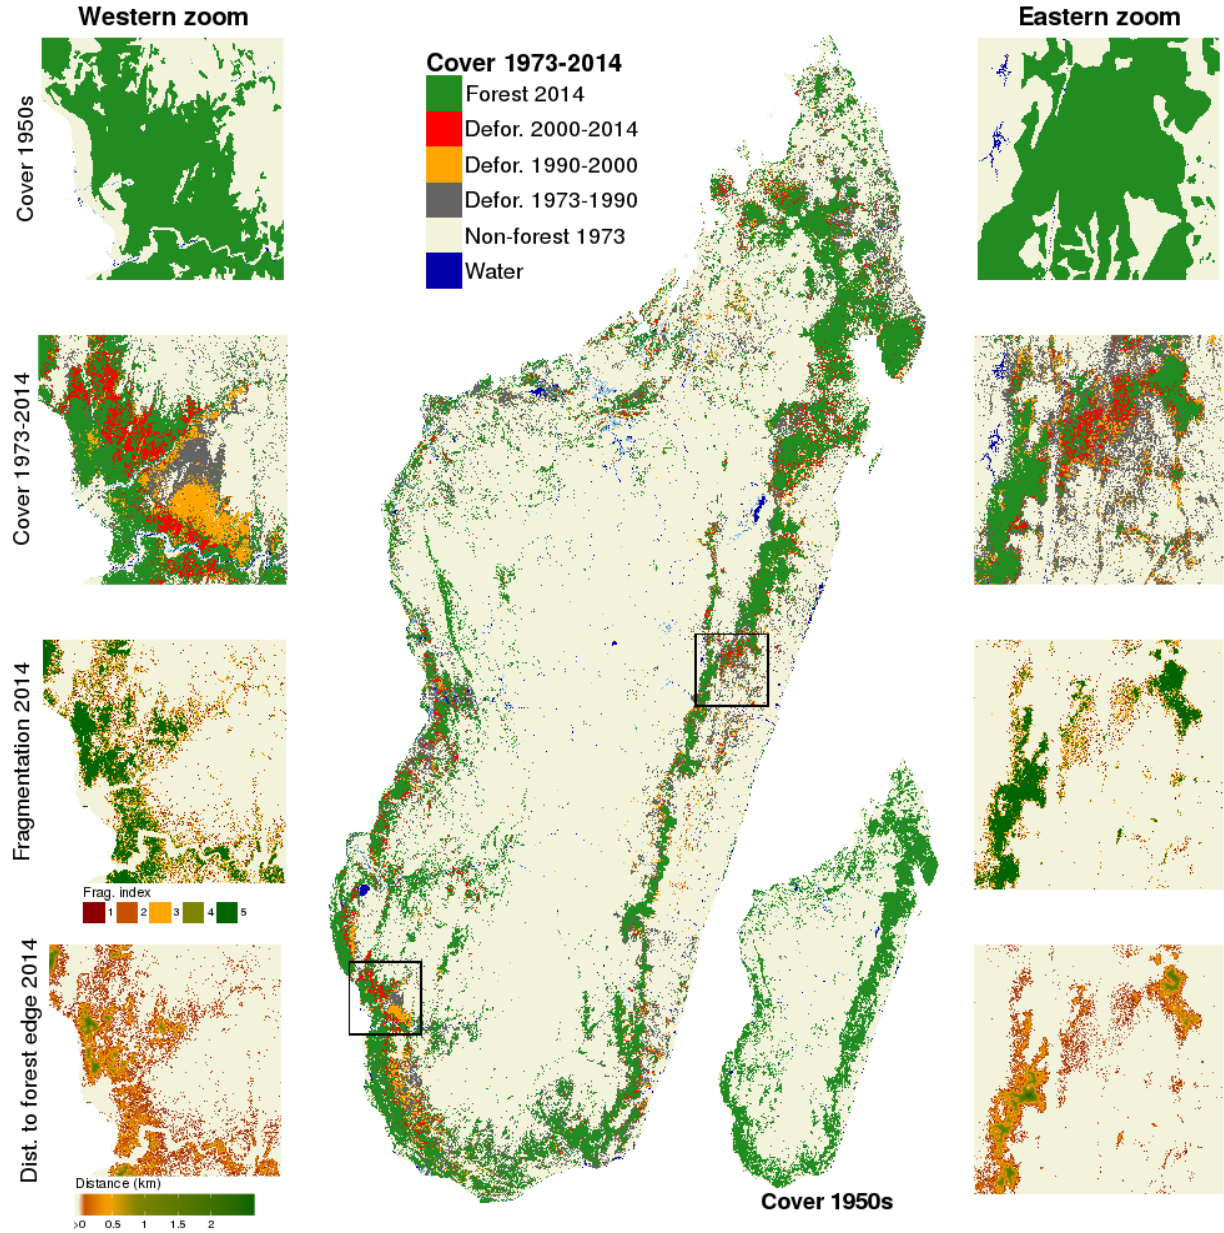 Western zoom
Eastern zoom
Cover 1950s
Cover 1973-2014
Forest 2014
Defor. 2000-2014
Defor. 1990-2000
Defor. 1973-1990
Non-forest 1973
Water
Cover 1973-2014
Fragmentation 2014
Frag. index
1 2 3 4 5
Dist. to forest edge 2014
Distance (km)
>0 0.5 1 2
Cover 1950s